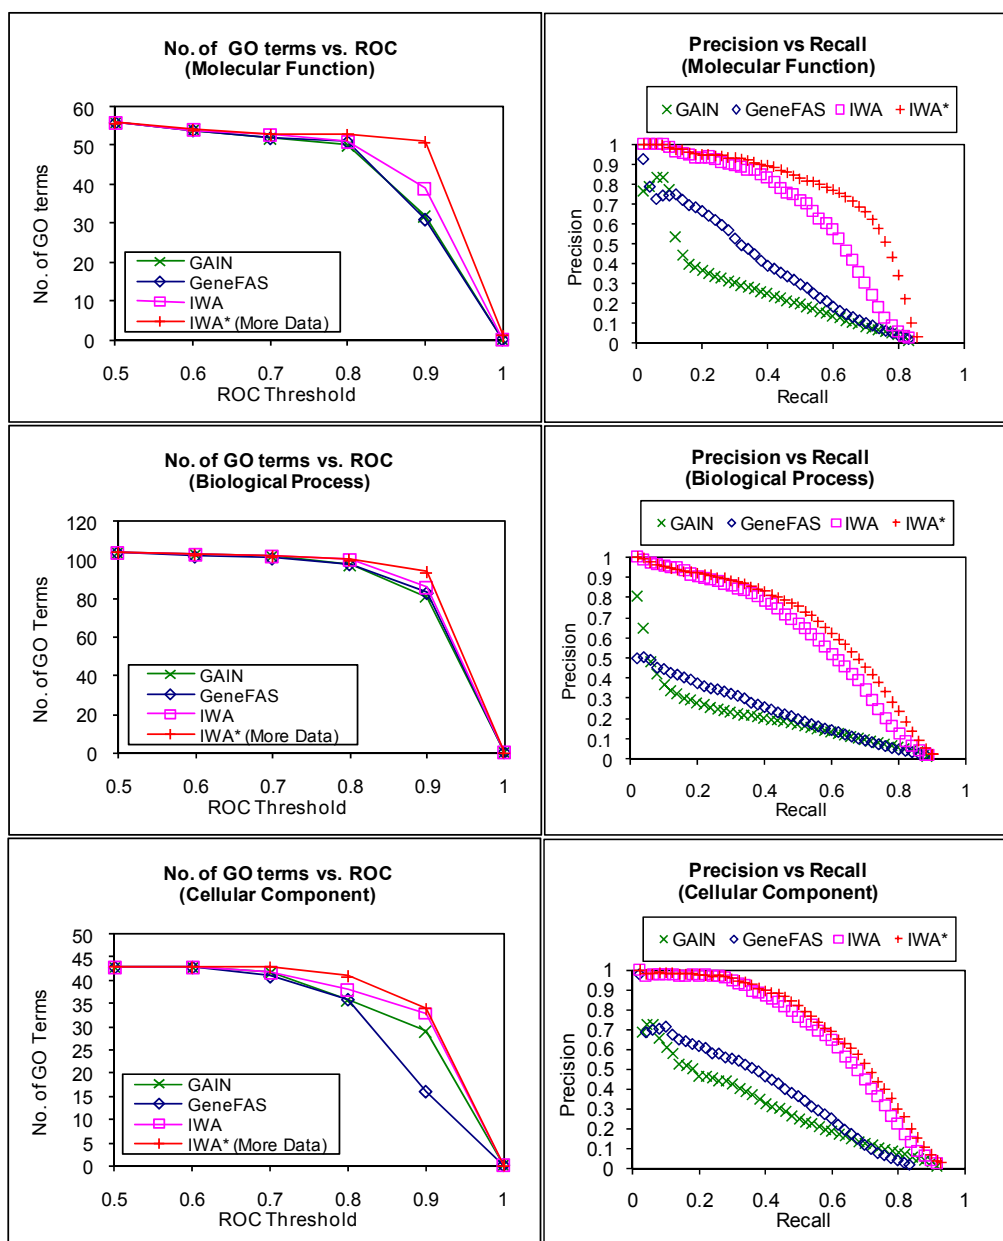 No. of GO terms vs. ROC
(Molecular Function)
No. of GO terms
60
50
40
30
20
10
0
GAIN
GeneFAS
IWA
IWA* (More Data)
0.5 0.6 0.7 0.8 0.9 1
ROC Threshold
Precision vs Recall
(Molecular Function)
GAIN GeneFAS IWA IWA*
Precision
1
0.9
0.8
0.7
0.6
0.5
0.4
0.3
0.2
0.1
0
0 0.2 0.4 0.6 0.8 1
Recall
No. of GO terms vs. ROC
(Biological Process)
No. of GO Terms
120
100
80
60
40
20
0
GAIN
GeneFAS
IWA
IWA* (More Data)
0.5 0.6 0.7 0.8 0.9 1
ROC Threshold
Precision vs Recall
(Biological Process)
GAIN GeneFAS IWA IWA*
Precision
1
0.9
0.8
0.7
0.6
0.5
0.4
0.3
0.2
0.1
0
0 0.2 0.4 0.6 0.8 1
Recall
No. of GO terms vs. ROC
(Cellular Component)
No. of GO Terms
50
45
40
35
30
25
20
15
10
5
0
GAIN
GeneFAS
IWA
IWA* (More Data)
0.5 0.6 0.7 0.8 0.9 1
ROC Threshold
Precision vs Recall
(Cellular Component)
GAIN GeneFAS IWA IWA*
Precision
1
0.9
0.8
0.7
0.6
0.5
0.4
0.3
0.2
0.1
0
0 0.2 0.4 0.6 0.8 1
Recall